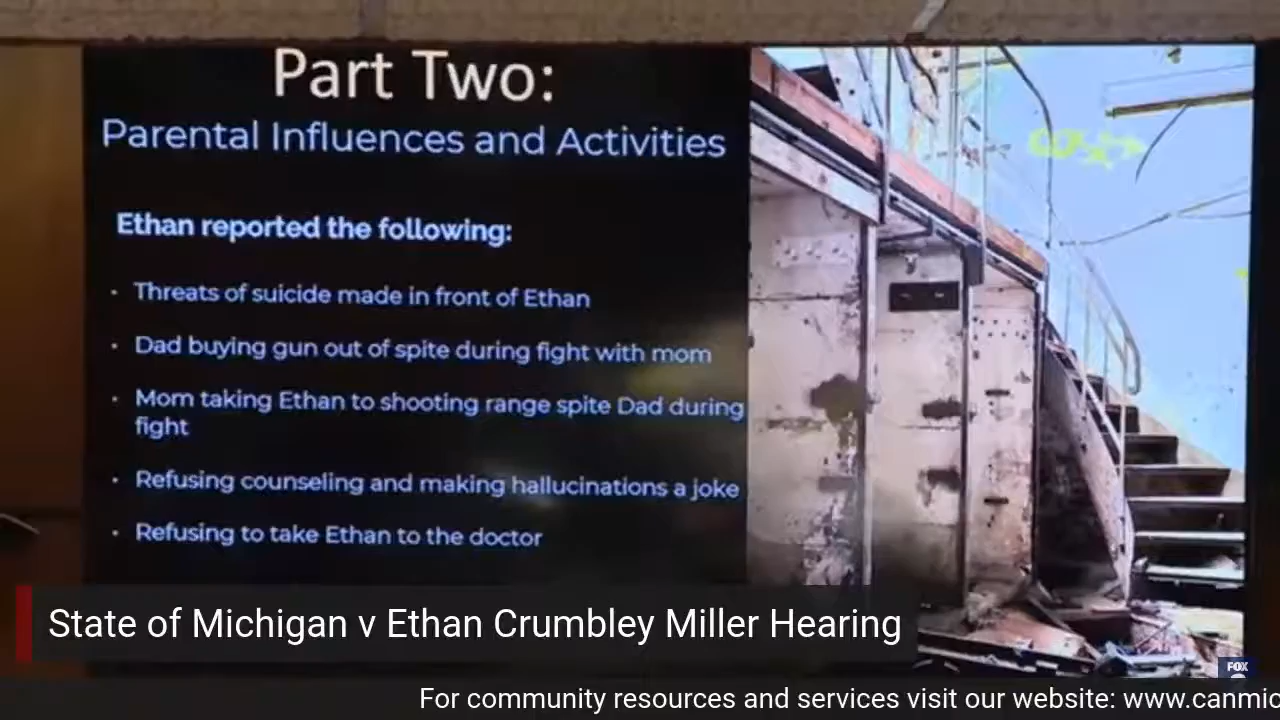 Part Two:
Parental Influences and Activities
Ethan reported the following:
· Threats of suicide made in front of Ethan
· Dad buying gun out of spite during fight with mom
· Mom taking Ethan to shooting range spite Dad during
fight
· Refusing counseling and making hallucinations a joke
· Refusing to take Ethan to the doctor
State of Michigan v Ethan Crumbley Miller Hearing
FOX
For community resources and services visit our website: www.canmic